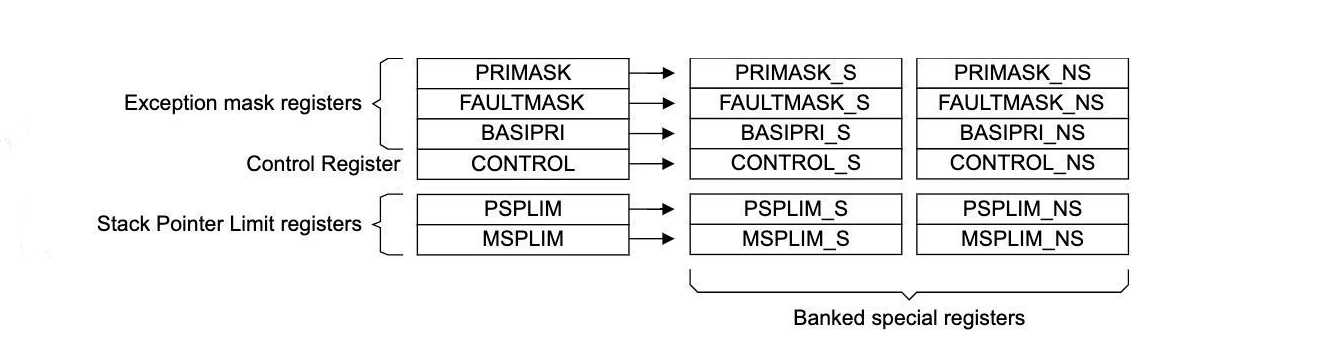 PRIMASK PRIMASK_S PRIMASK_NS
Exception mask registers FAULTMASK FAULTMASK_S FAULTMASK_NS
BASIPRI BASIPRI_S BASIPRI_NS
Control Register CONTROL CONTROL_S CONTROL_NS
PSPLIM PSPLIM_S PSPLIM_NS
Stack Pointer Limit registers
MSPLIM MSPLIM_S MSPLIM_NS
Banked special registers